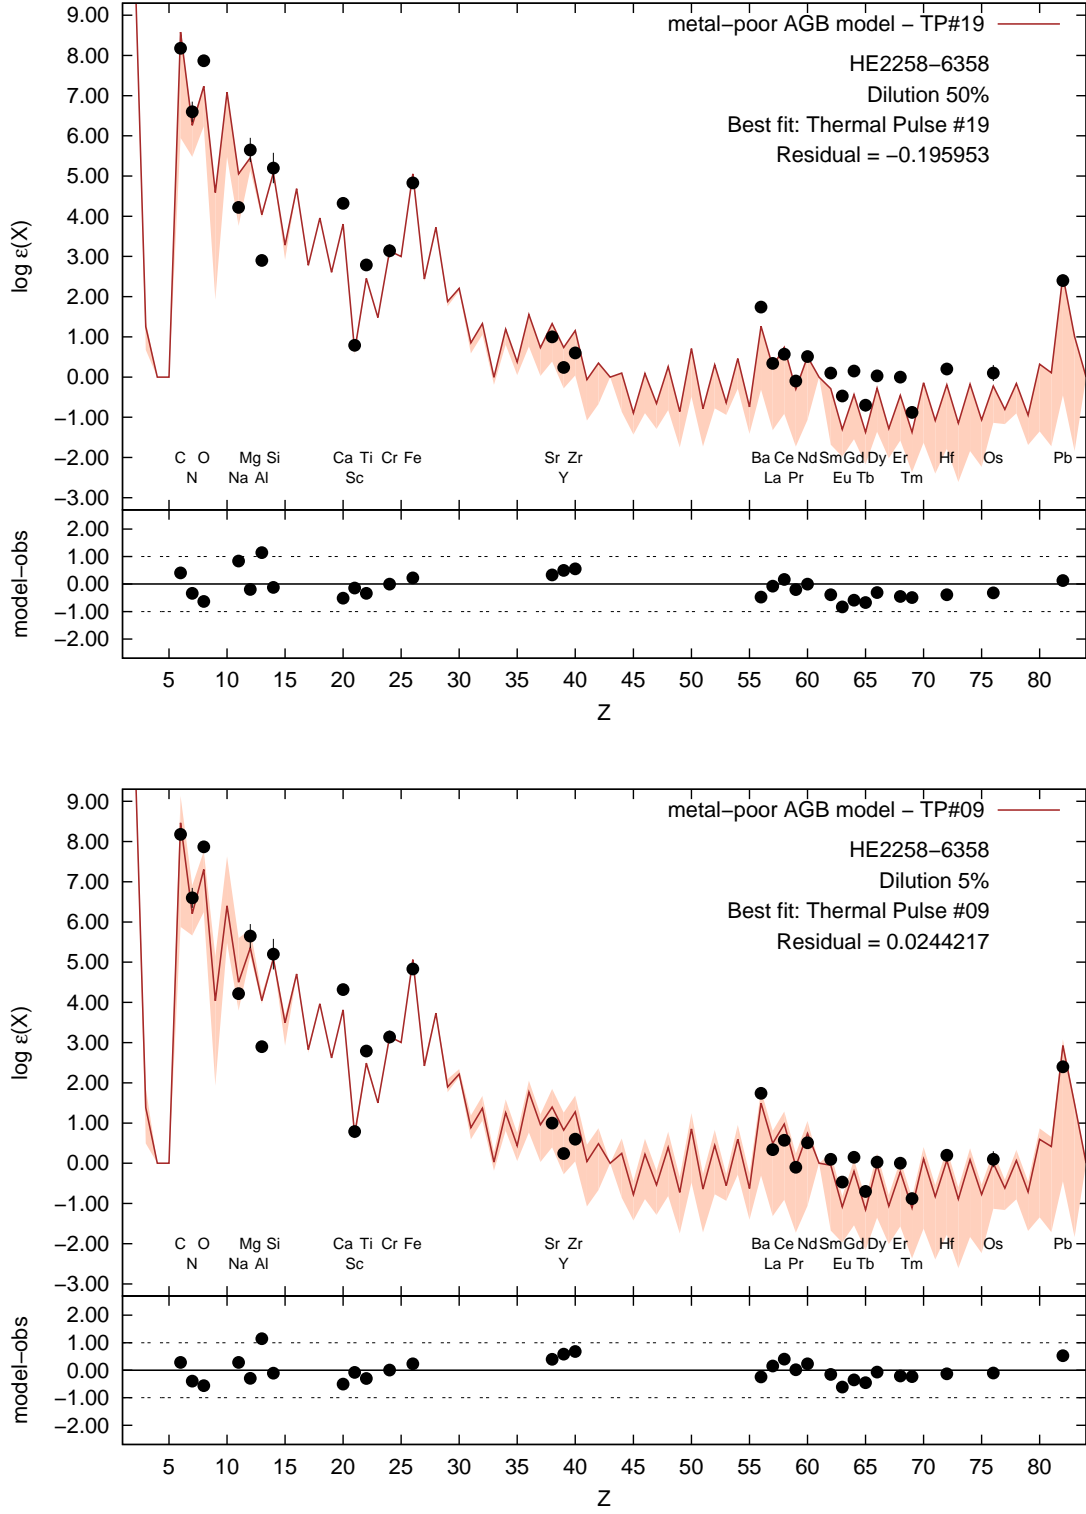 9.00
8.00
7.00
6.00
5.00
4.00
3.00
2.00
1.00
0.00
−1.00
−2.00
−3.00
log ε(X)
metal−poor AGB model − TP#19
HE2258−6358
Dilution 50%
Best fit: Thermal Pulse #19
Residual = −0.195953
C O Mg Si Ca Ti Cr Fe Sr Zr Ba Ce Nd Sm Gd Dy Er Hf Os Pb
N Na Al Sc Y La Pr Eu Tb Tm
2.00
1.00
0.00
−1.00
−2.00
model−obs
5 10 15 20 25 30 35 40 45 50 55 60 65 70 75 80
Z
9.00
8.00
7.00
6.00
5.00
4.00
3.00
2.00
1.00
0.00
−1.00
−2.00
−3.00
log ε(X)
metal−poor AGB model − TP#09
HE2258−6358
Dilution 5%
Best fit: Thermal Pulse #09
Residual = 0.0244217
C O Mg Si Ca Ti Cr Fe Sr Zr Ba Ce Nd Sm Gd Dy Er Hf Os Pb
N Na Al Sc Y La Pr Eu Tb Tm
2.00
1.00
0.00
−1.00
−2.00
model−obs
5 10 15 20 25 30 35 40 45 50 55 60 65 70 75 80
Z